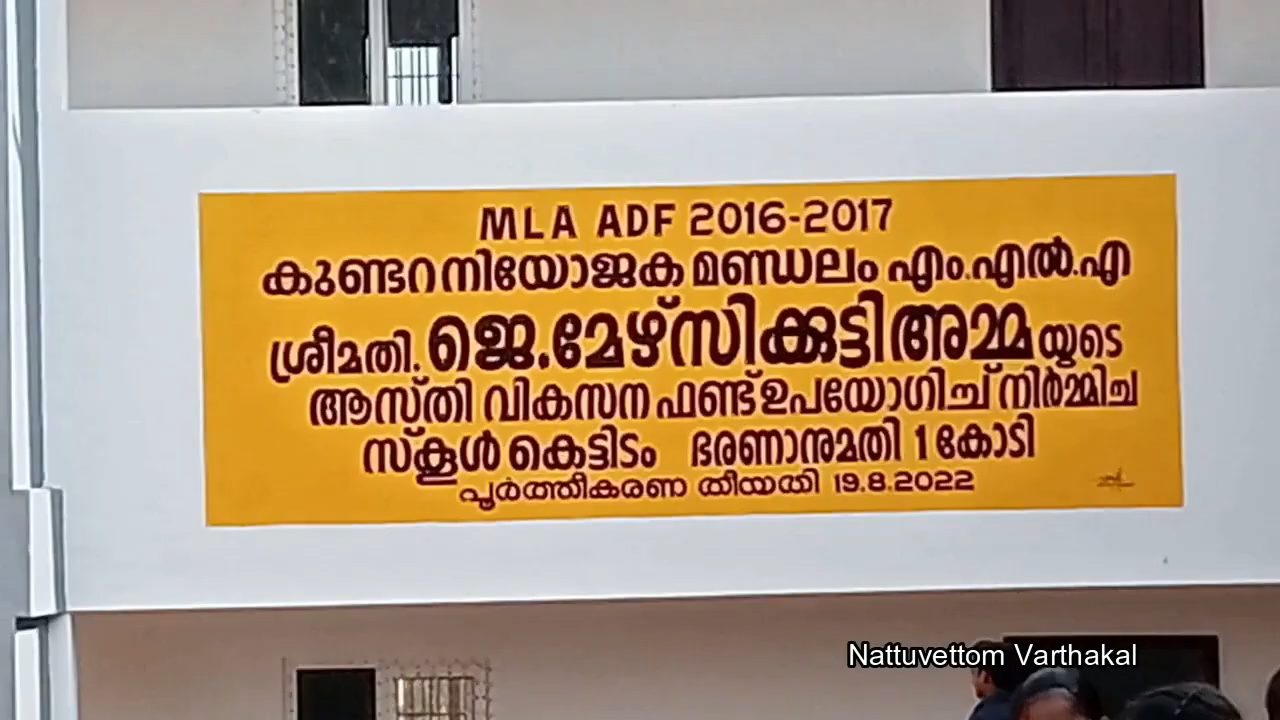 MLA ADF 2016-2017
കുണ്ടറ നിയോജക മണ്ഡലം എം.എൽ.എ
ശ്രീമതി. ജെ.മേഴ്സിക്കുട്ടി അമ്മ യുടെ
ആസ്തി വികസന ഫണ്ട് ഉപയോഗിച്ച് നിർമ്മിച്ച
സ്കൂൾ കെട്ടിടം ഭരണാനുമതി 1 കോടി
പൂർത്തീകരണ തീയതി 19.8.2022
Nattuvettom Varthakal